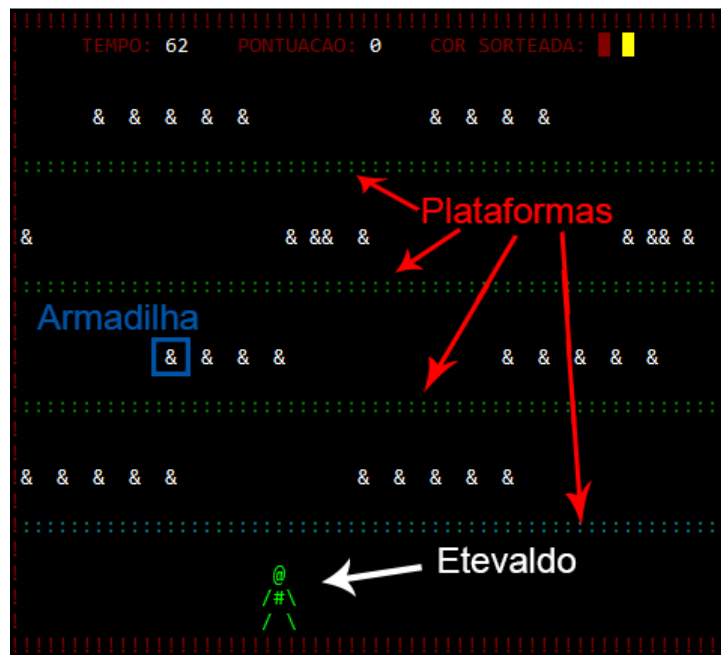 TEMPO: 62 PONTUACAO: 0 COR SORTEADA:
& & & & & & & & &
Plataformas
& & && & & && &
Armadilha
& & & & & & & & &
& & & & & & & & & &
Etevaldo
@
/#\
/ \